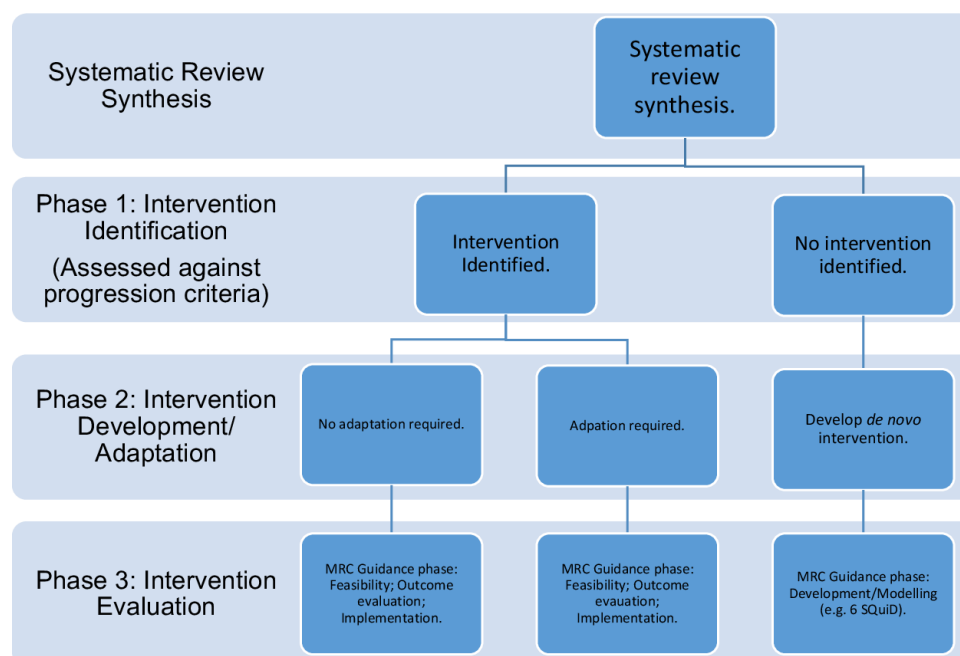 Systematic Review
Synthesis
Systematic
review
synthesis.
Phase 1: Intervention
Identification
(Assessed against
progression criteria)
Intervention
Identified.
No intervention
identified.
Phase 2: Intervention
Development/
Adaptation
No adaptation required.
Adpation required.
Develop de novo
intervention.
Phase 3: Intervention
Evaluation
MRC Guidance phase:
Feasibility; Outcome
evaluation;
Implementation.
MRC Guidance phase:
Feasibility; Outcome
evauation;
Implementation.
MRC Guidance phase:
Development/Modelling
(e.g. 6 SQuiD).